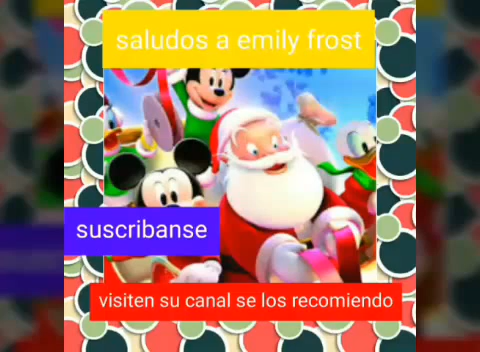 saludos a emily frost
suscribanse
visiten su canal se los recomiendo